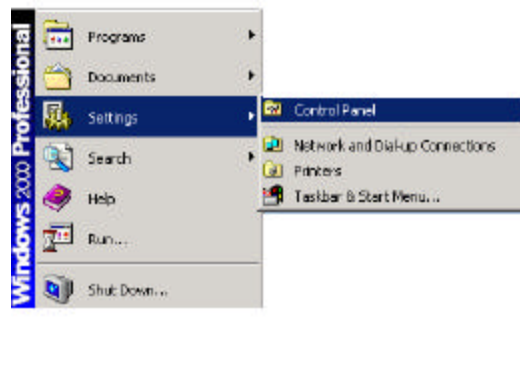 Windows 2000 Professional
Programs
Documents
Settings
Search
Help
Run...
Shut Down...
Control Panel
Network and Dial-up Connections
Printers
Taskbar & Start Menu...